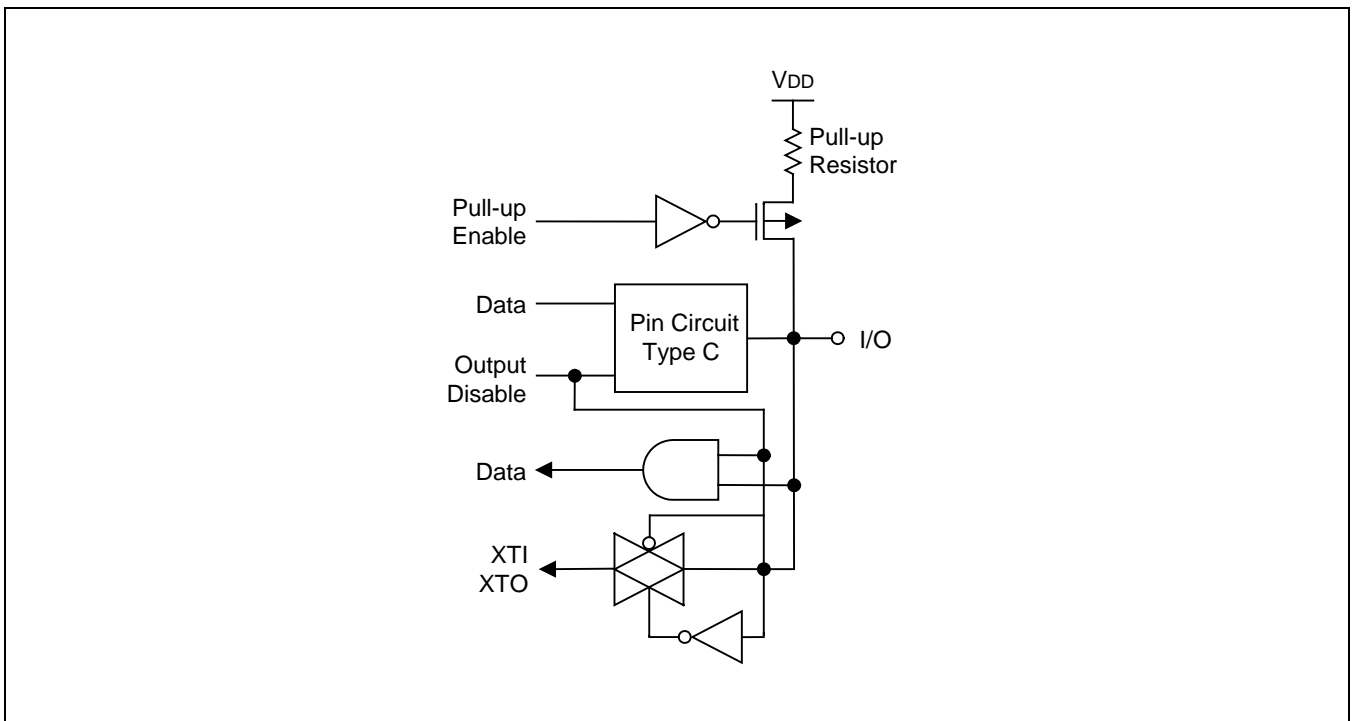 VDD
Pull-up
Resistor
Pull-up
Enable
Data
Pin Circuit
Type C
I/O
Output
Disable
Data
XTI
XTO